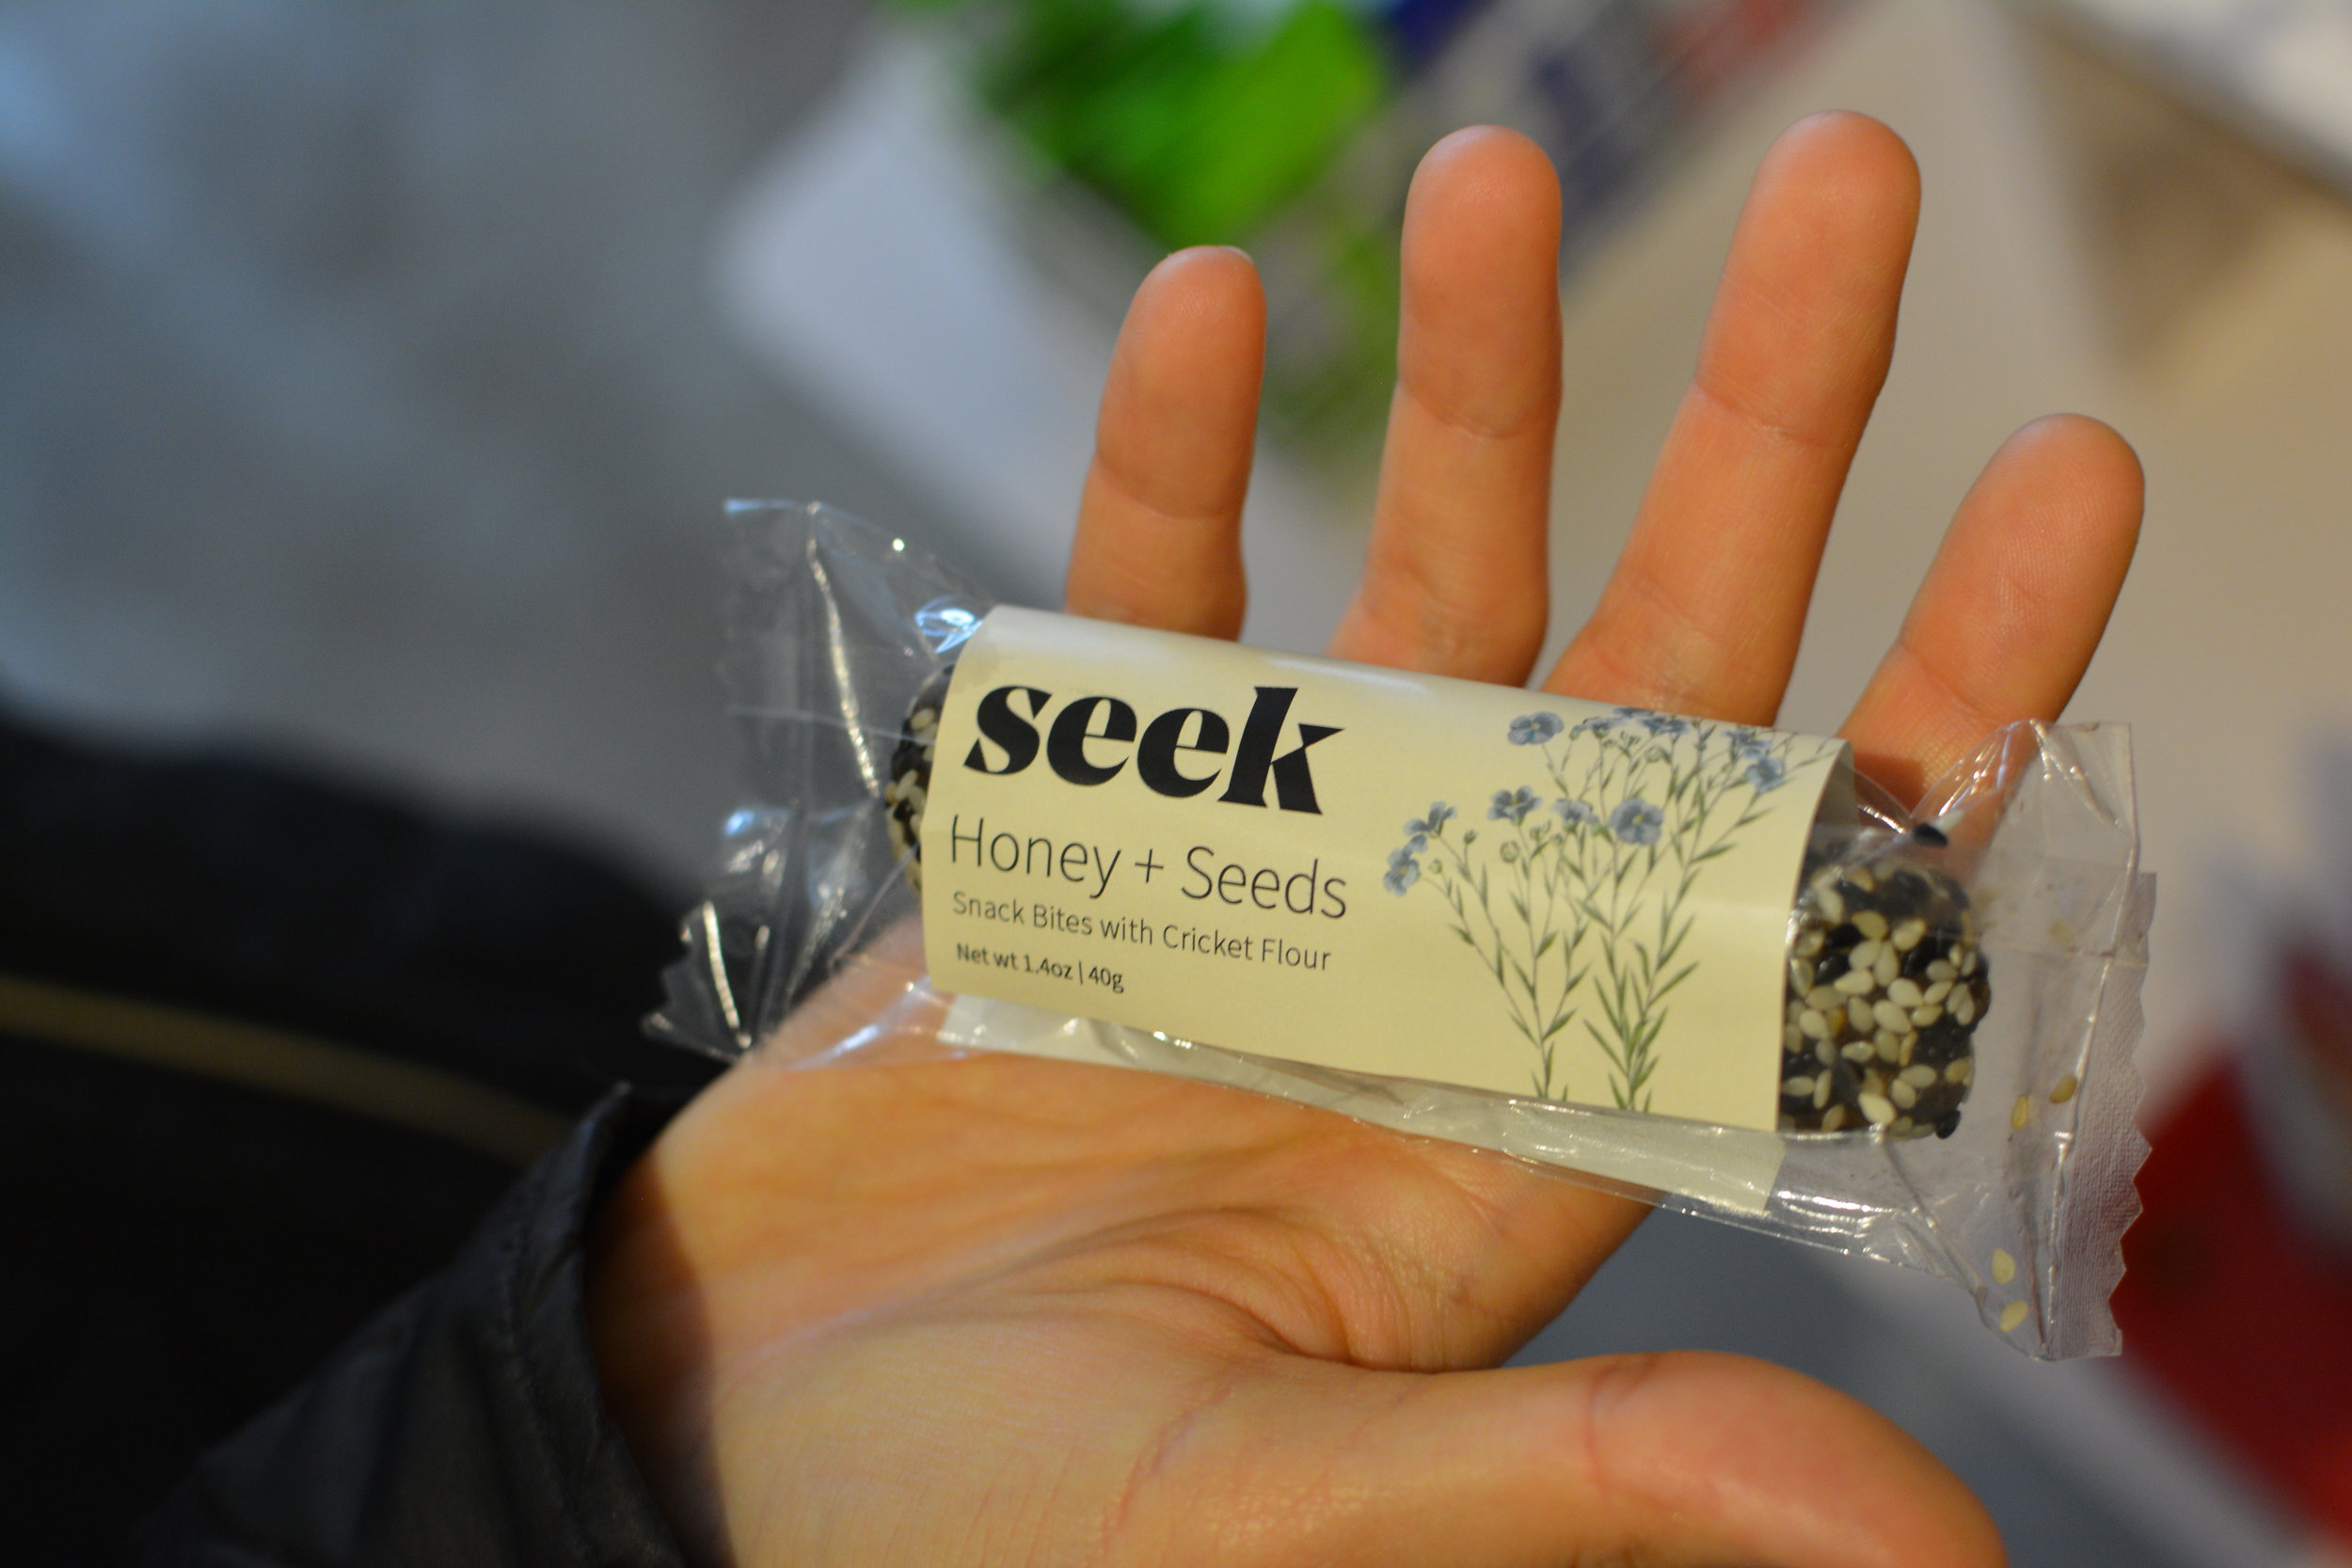 seek
Honey + Seeds
Snack Bites with Cricket Flour
Net wt 1.4oz | 40g